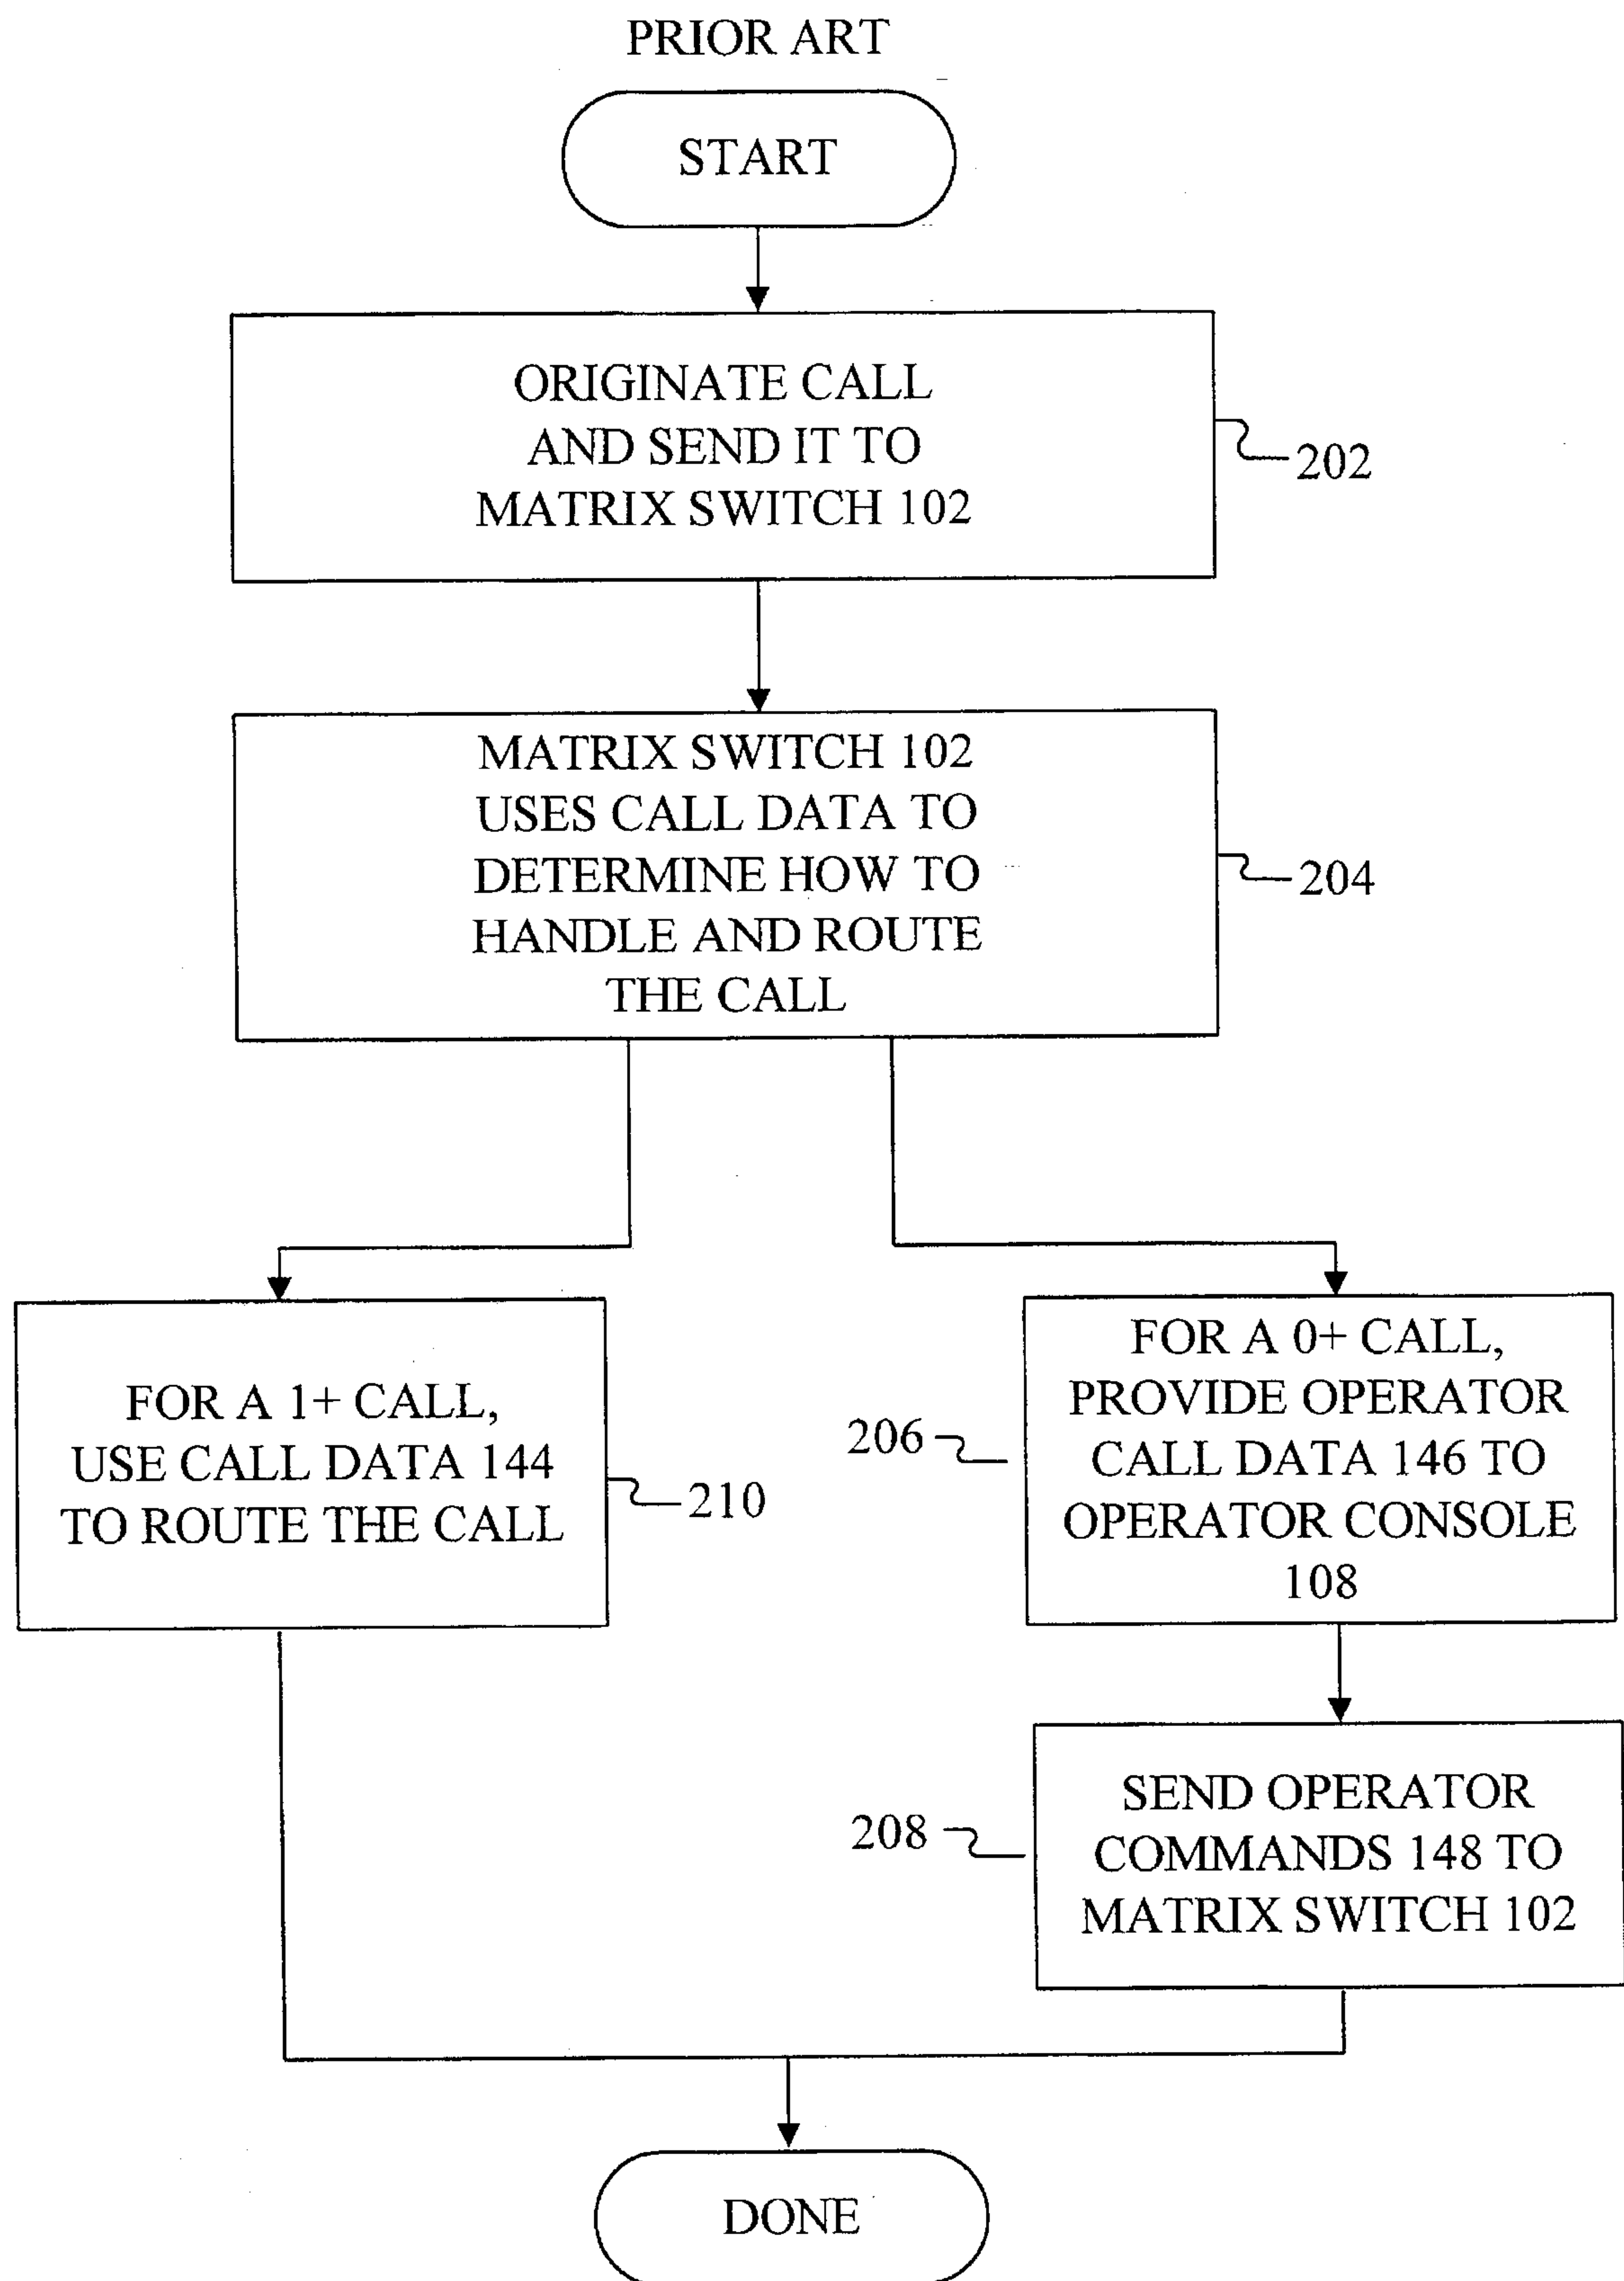 PRIOR ART
START
ORIGINATE CALL
AND SEND IT TO
MATRIX SWITCH 102
202
MATRIX SWITCH 102
USES CALL DATA TO
DETERMINE HOW TO
HANDLE AND ROUTE
THE CALL
204
FOR A 1+ CALL,
USE CALL DATA 144
TO ROUTE THE CALL
210
206
FOR A 0+ CALL,
PROVIDE OPERATOR
CALL DATA 146 TO
OPERATOR CONSOLE
108
208
SEND OPERATOR
COMMANDS 148 TO
MATRIX SWITCH 102
DONE